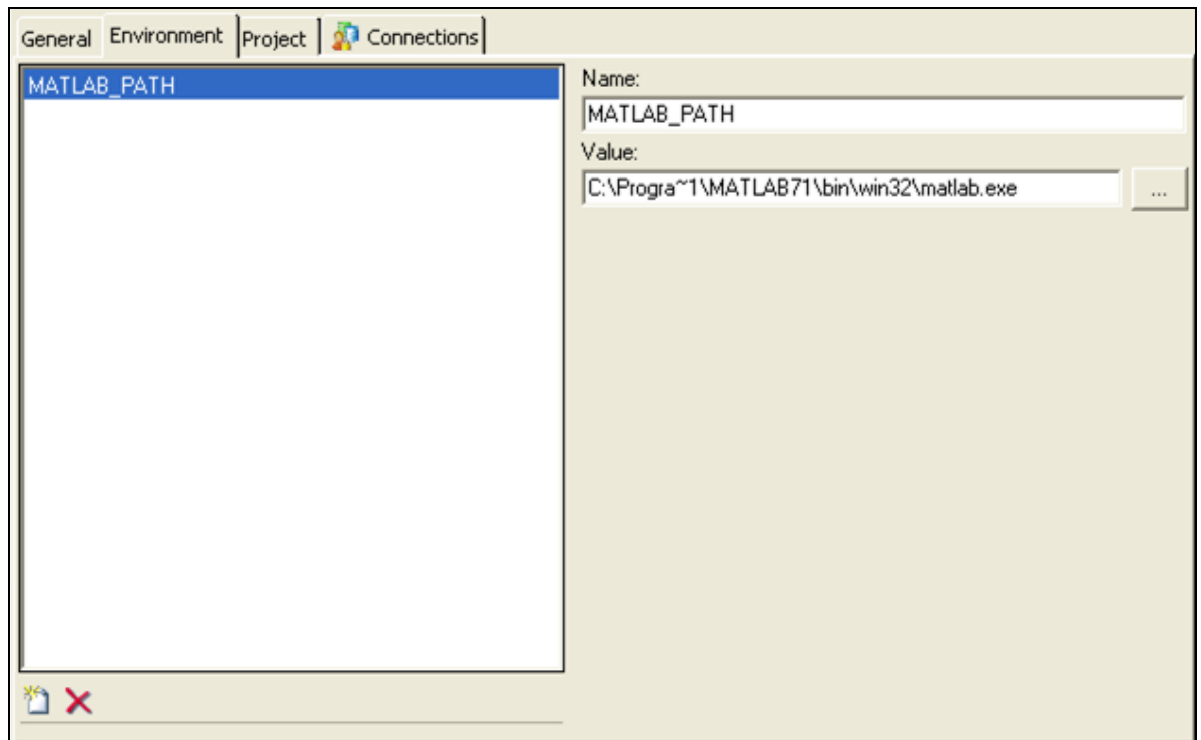 General Environment Project Connections
MATLAB_PATH
Name:
MATLAB_PATH
Value:
C:\Progra~1\MATLAB71\bin\win32\matlab.exe ...